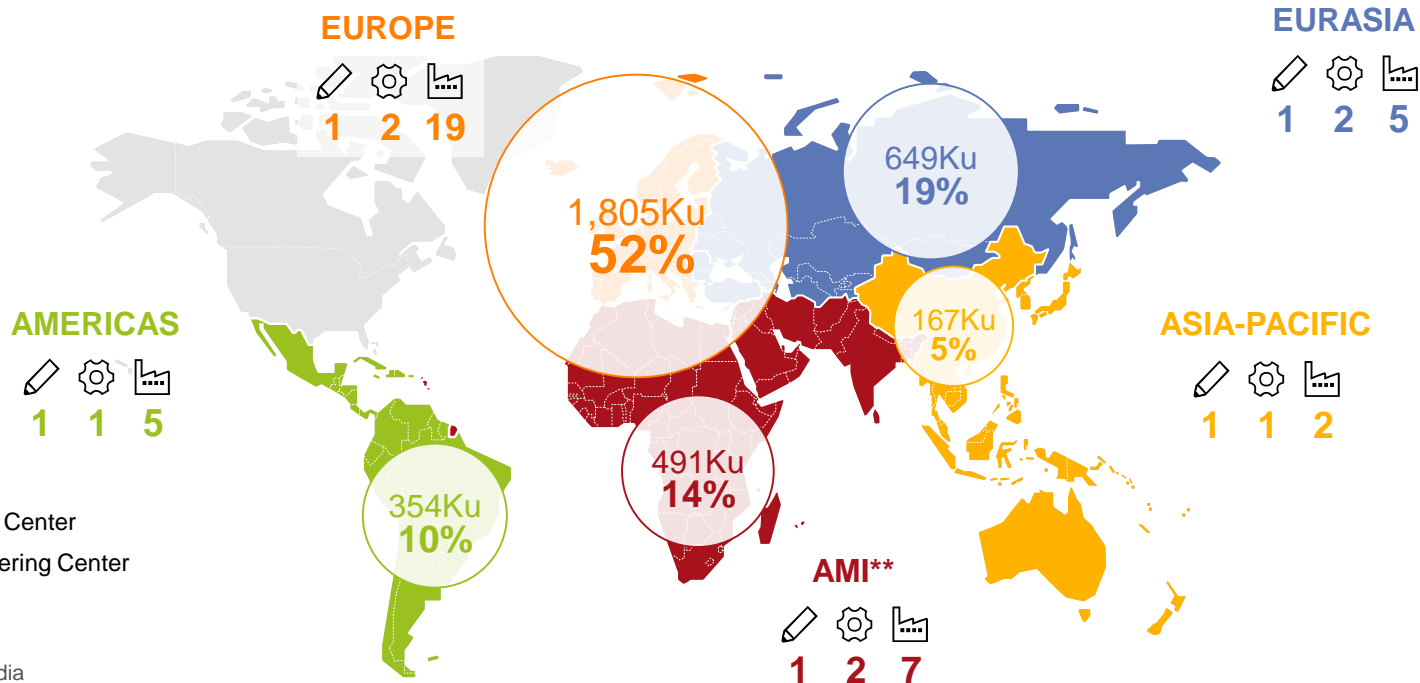 EUROPE
1 2 19
EURASIA
1 2 5
1,805Ku
52%
649Ku
19%
AMERICAS
1 1 5
167Ku
5%
ASIA-PACIFIC
1 1 2
354Ku
10%
491Ku
14%
Center
ering Center
AMI**
1 2 7
dia